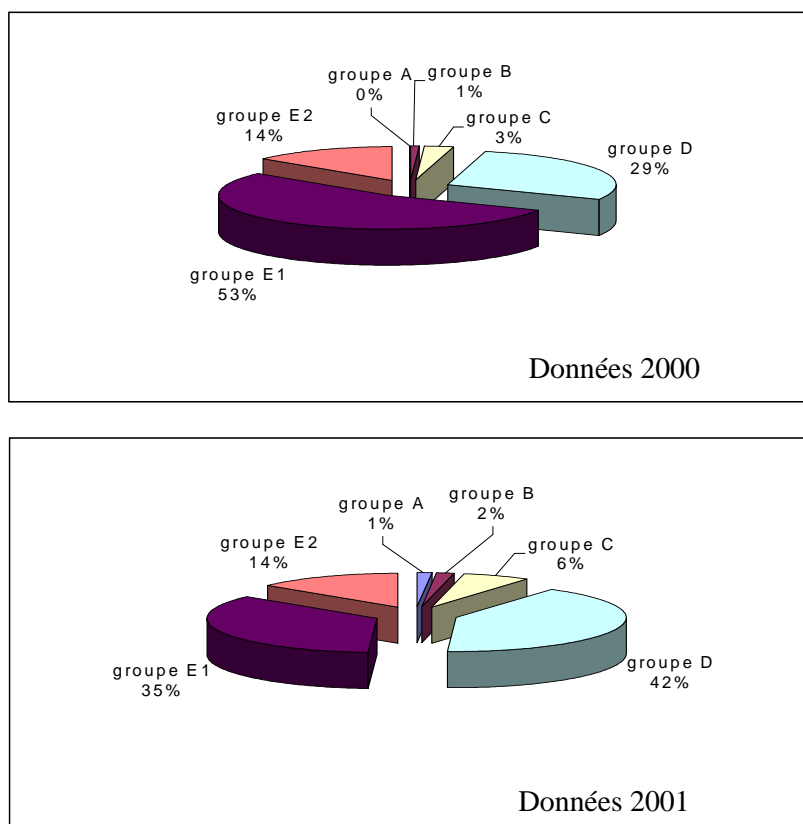 groupe A
0%
groupe B
1%
groupe C
3%
groupe D
29%
groupe E2
14%
groupe E1
53%
Données 2000
groupe A
1%
groupe B
2%
groupe C
6%
groupe E2
14%
groupe E1
35%
groupe D
42%
Données 2001